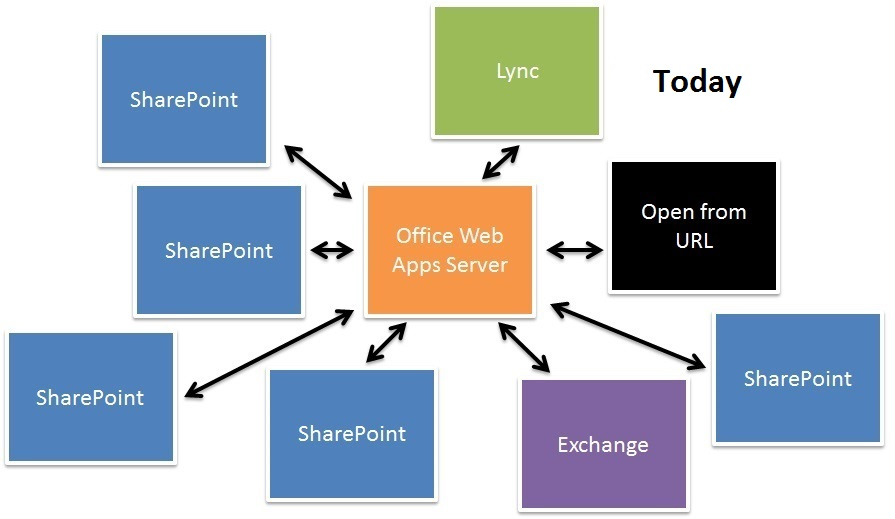 Lync
Today
SharePoint
Open from
URL
SharePoint
Office Web
Apps Server
SharePoint
SharePoint
SharePoint
Exchange